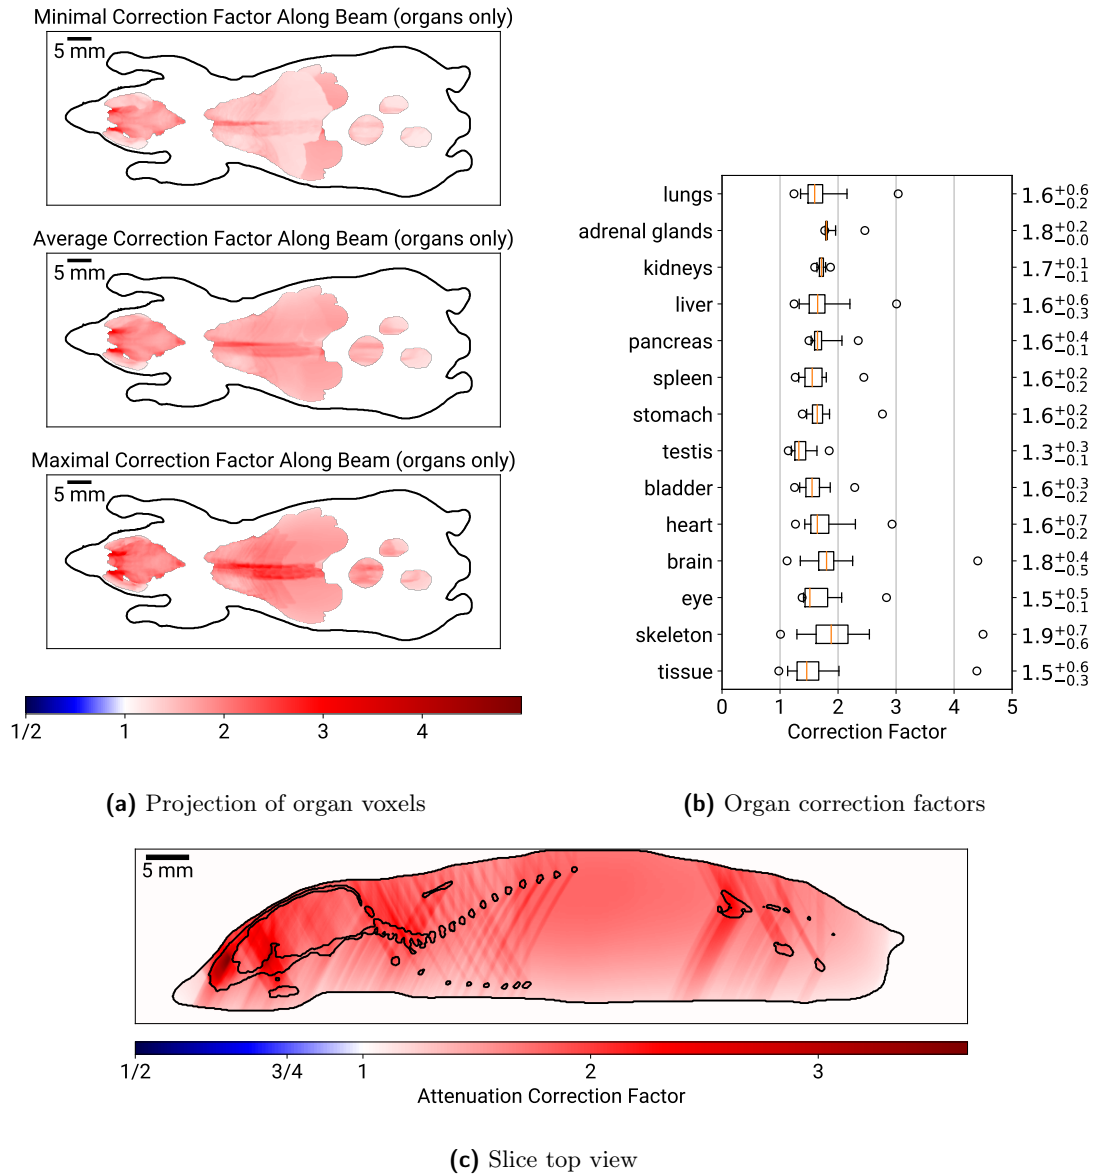 Minimal Correction Factor Along Beam (organs only)
5 mm
Average Correction Factor Along Beam (organs only)
5 mm
Maximal Correction Factor Along Beam (organs only)
5 mm
1/2 1 2 3 4
(a) Projection of organ voxels
lungs 1.6+0.6−0.2
adrenal glands 1.8+0.2−0.0
kidneys 1.7+0.1−0.1
liver 1.6+0.6−0.3
pancreas 1.6+0.4−0.1
spleen 1.6+0.2−0.2
stomach 1.6+0.2−0.2
testis 1.3+0.3−0.1
bladder 1.6+0.3−0.2
heart 1.6+0.7−0.2
brain 1.8+0.4−0.5
eye 1.5+0.5−0.1
skeleton 1.9+0.7−0.6
tissue 1.5+0.6−0.3
0 1 2 3 4 5
Correction Factor
(b) Organ correction factors
5 mm
1/2 3/4 1 2 3
Attenuation Correction Factor
(c) Slice top view